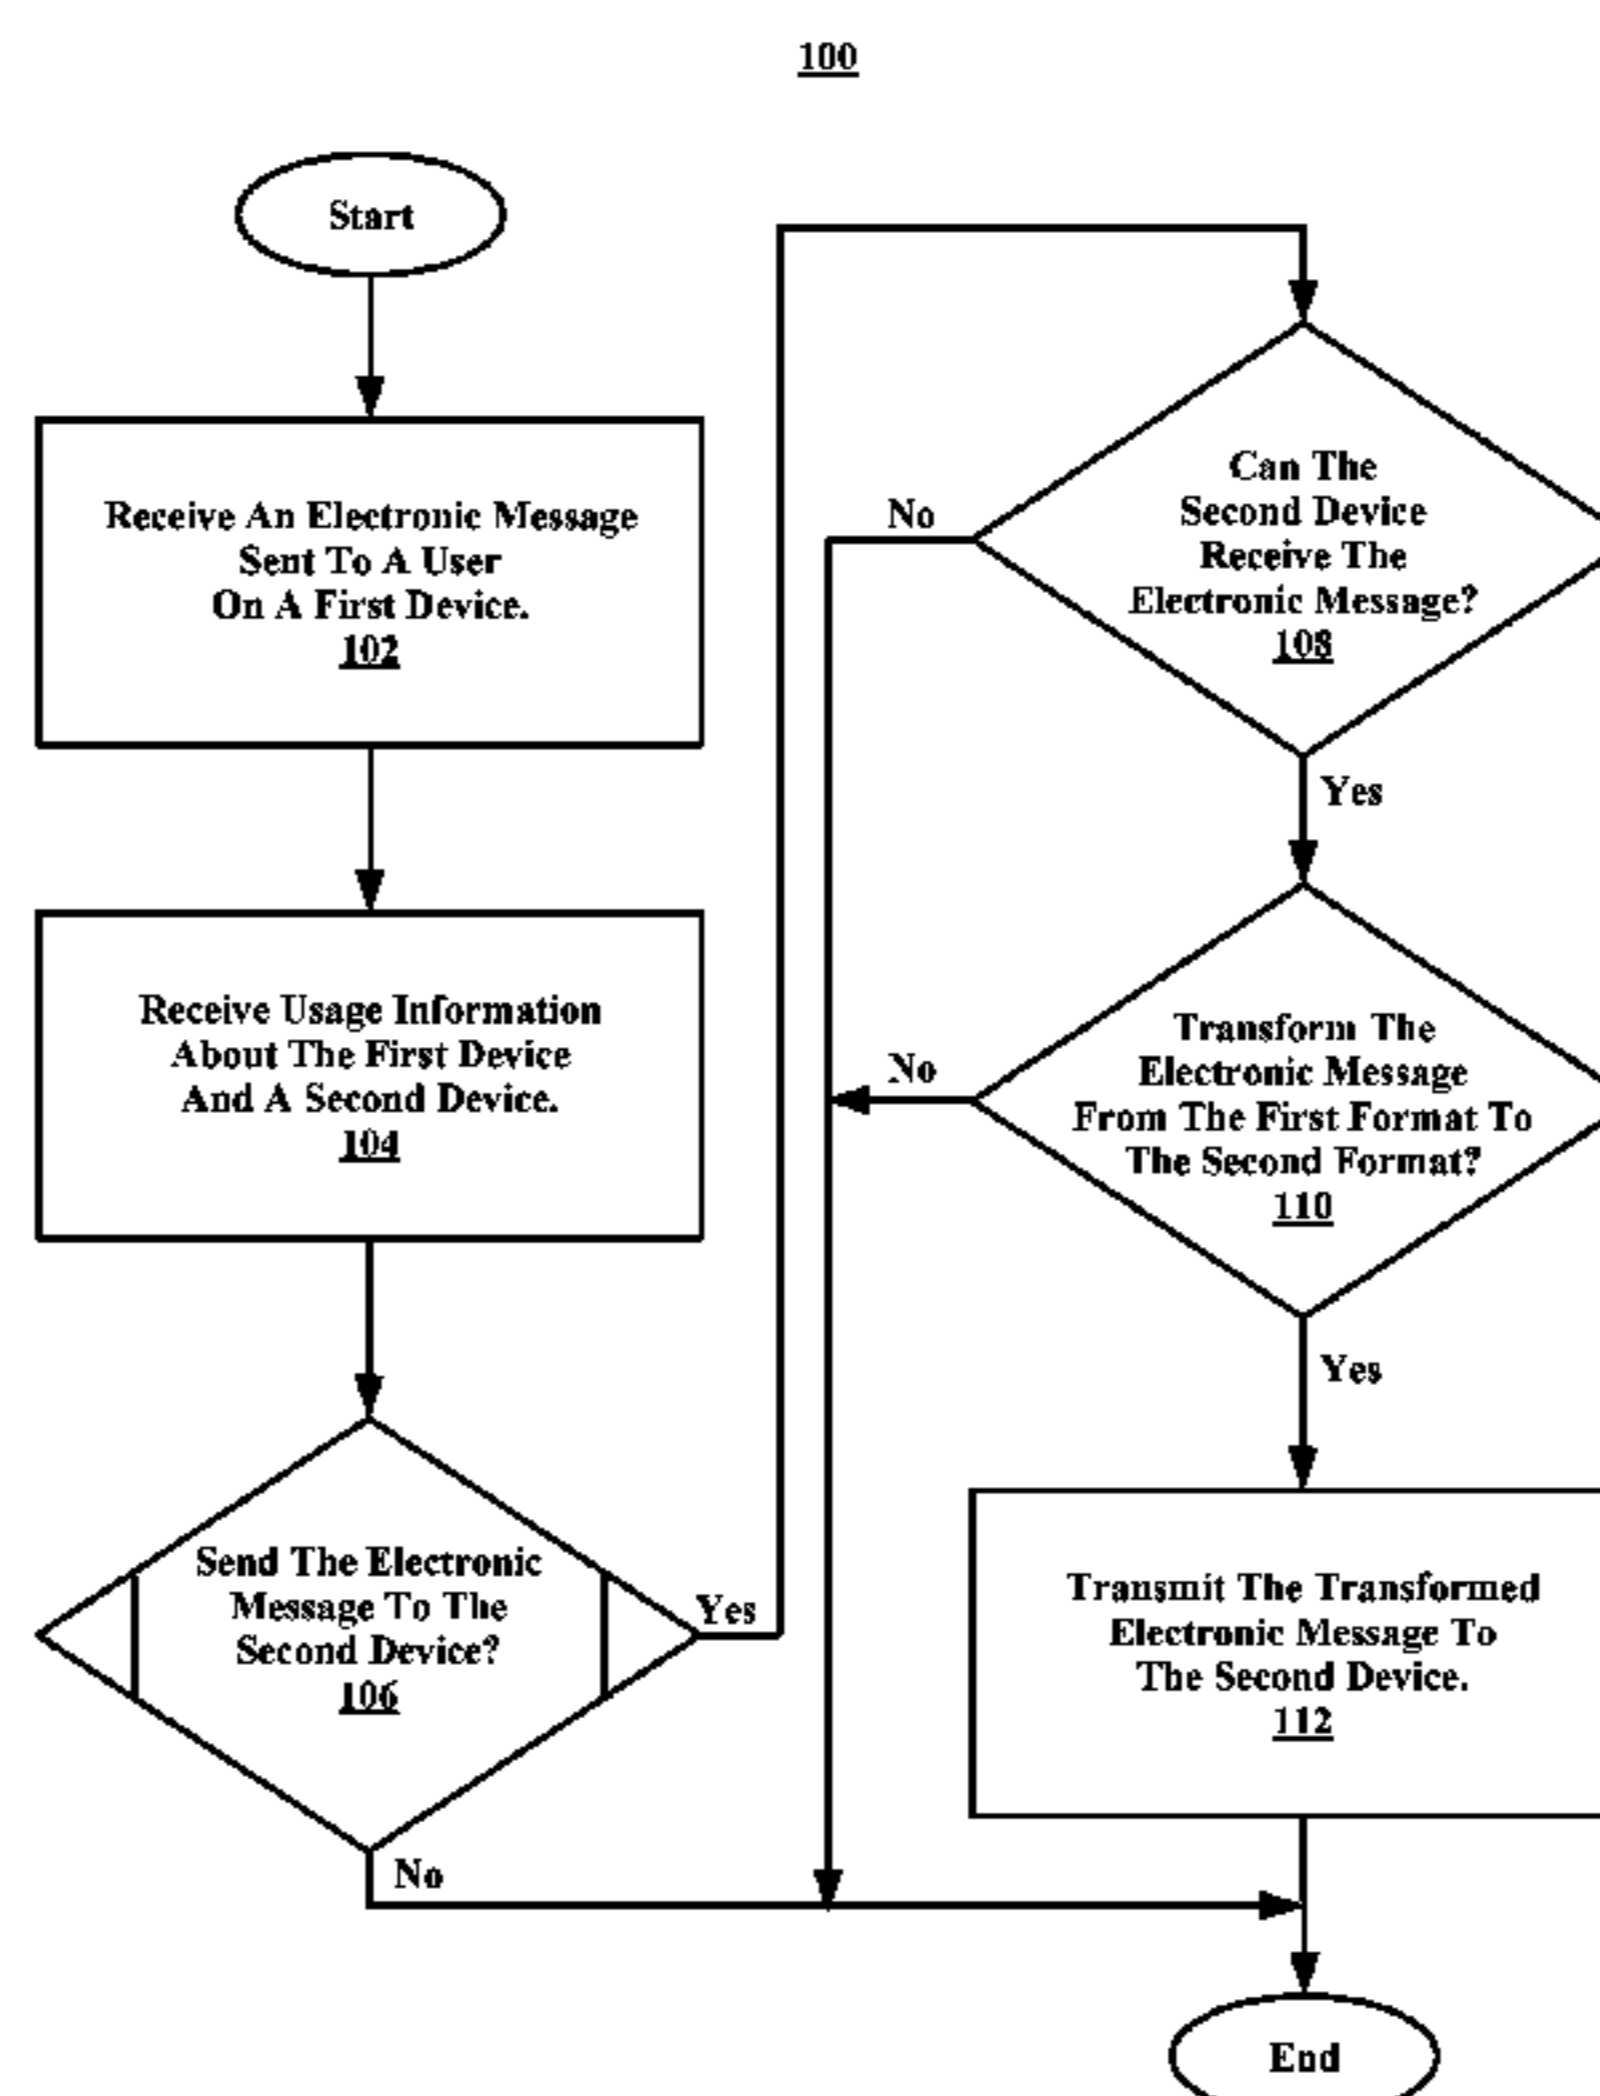 100
Start
Receive An Electronic Message
Sent To A User
On A First Device.
102
Receive Usage Information
About The First Device
And A Second Device.
104
Send The Electronic
Message To The
Second Device?
106
Yes
No
Can The
Second Device
Receive The
Electronic Message?
108
No
Yes
Transform The
Electronic Message
From The First Format To
The Second Format?
110
No
Yes
Transmit The Transformed
Electronic Message To
The Second Device.
112
End